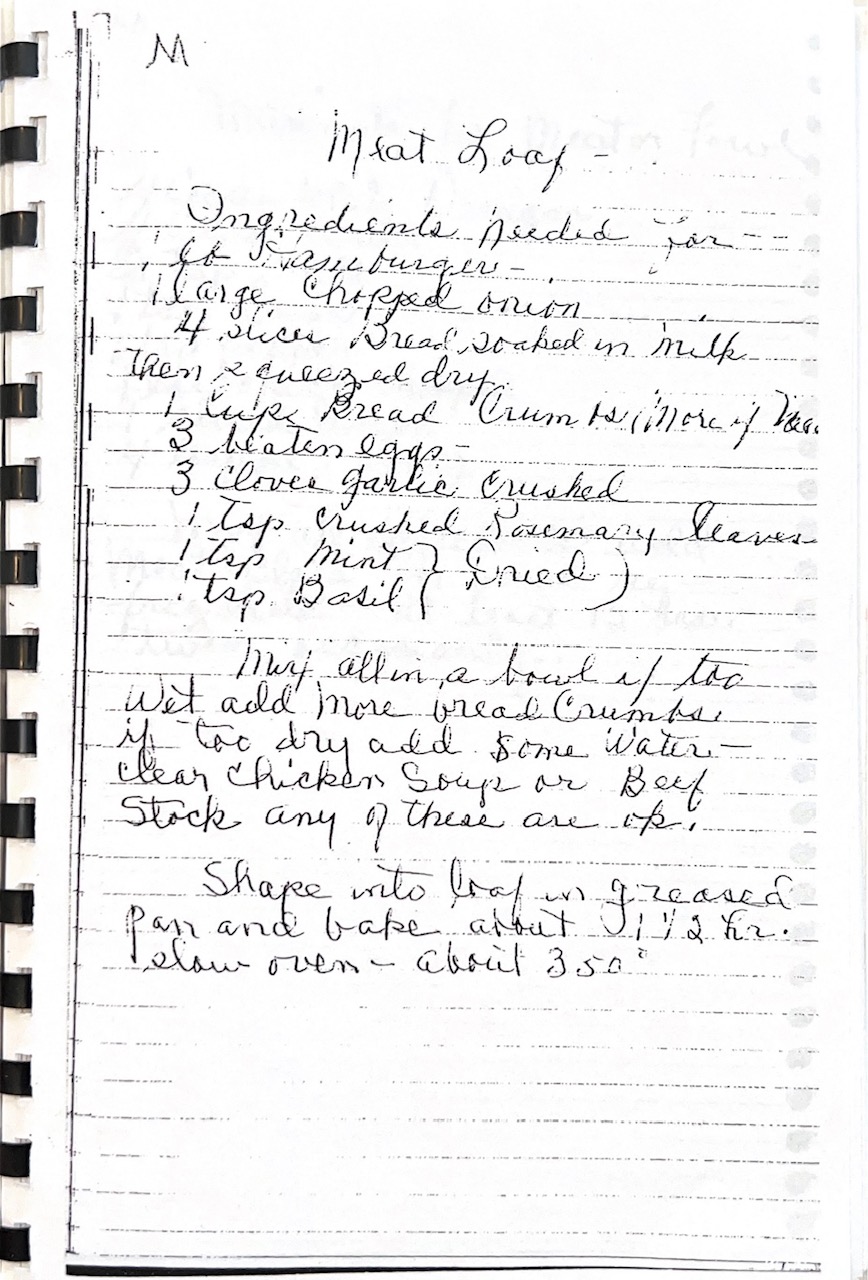 M
Meat Loaf -
Ingredients Needed for --
1 lb Hamburger -
1 large Chopped onion
4 slices Bread soaked in milk
then squeezed dry
1 Cup Bread Crumbs (More if
3 beaten eggs -
3 Cloves garlic Crushed
1 tsp crushed Rosemary leaves
1 tsp Mint } Dried )
1 tsp Basil (
Mix all in a bowl if too
Wet add More bread Crumbs.
if too dry add some Water -
clear Chicken Soup or Beef
Stock any of these are ok.
Shape into loaf in greased
Pan and bake about 1 1/2 hr.
slow oven - about 350°